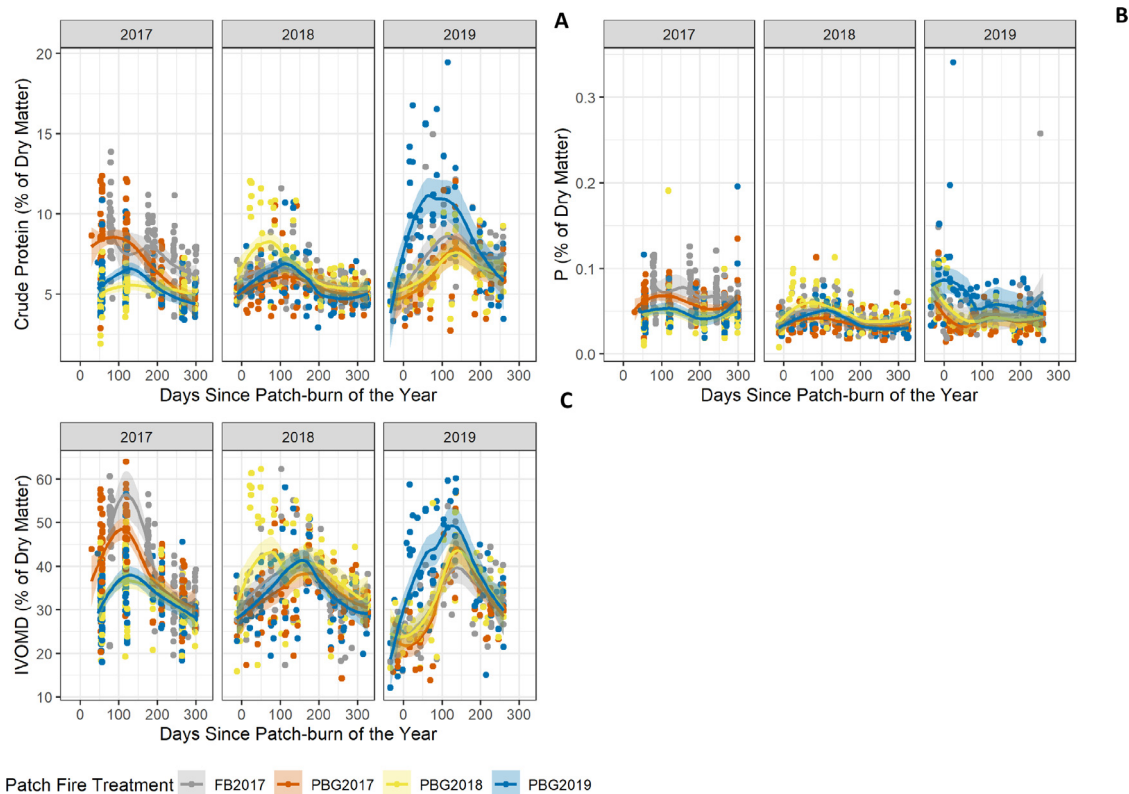 A
2017 2018 2019
20
15
10
5
Crude Protein (% of Dry Matter)
0 100 200 300 0 100 200 300 0 100 200 300
Days Since Patch-burn of the Year
B
2017 2018 2019
0.3
0.2
0.1
0.0
P (% of Dry Matter)
0 100 200 300 0 100 200 300 0 100 200 300
Days Since Patch-burn of the Year
C
2017 2018 2019
60
50
40
30
20
10
IVOMD (% of Dry Matter)
0 100 200 300 0 100 200 300 0 100 200 300
Days Since Patch-burn of the Year
Patch Fire Treatment FB2017 PBG2017 PBG2018 PBG2019